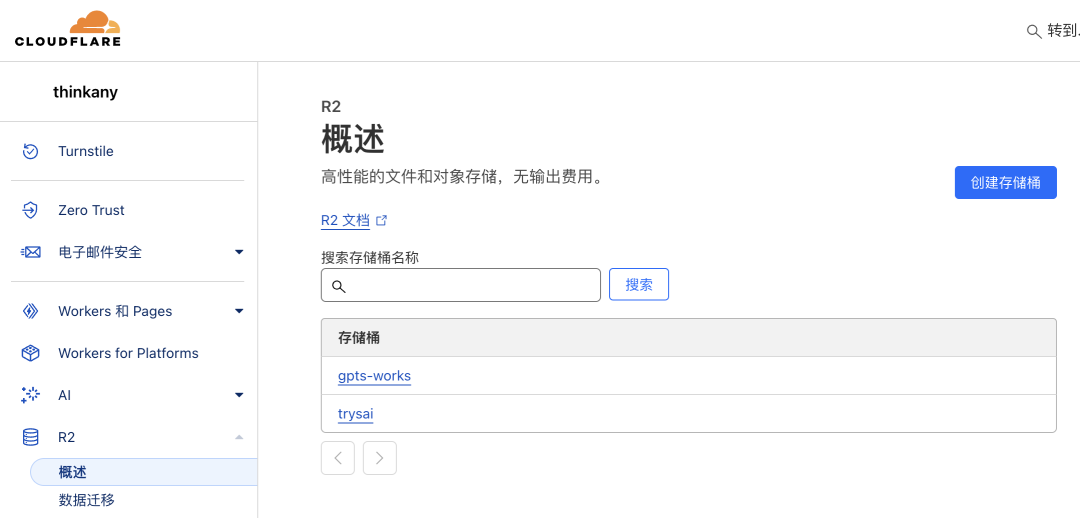 CLOUDFLARE
转到
thinkany
Turnstile
Zero Trust
电子邮件安全
Workers 和 Pages
Workers for Platforms
AI
R2
概述
数据迁移
R2
概述
高性能的文件和对象存储，无输出费用。
创建存储桶
R2 文档
搜索存储桶名称
搜索
存储桶
gpts-works
trysai